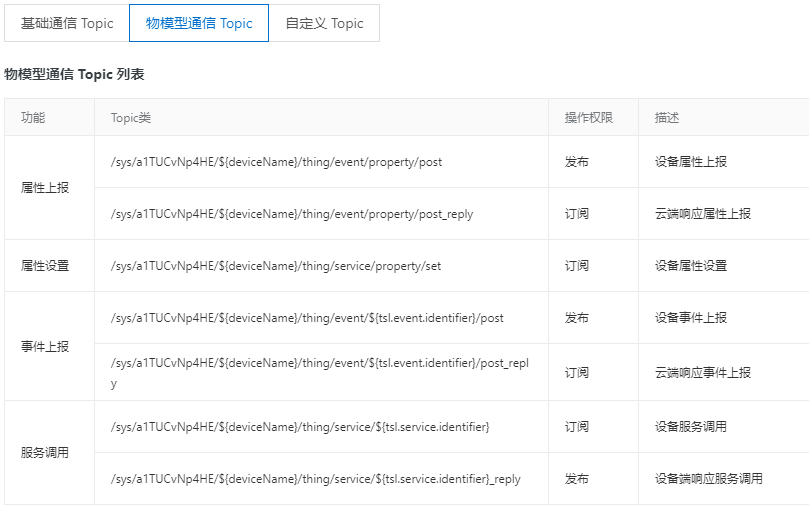 基础通信 Topic
物模型通信 Topic
自定义 Topic
物模型通信 Topic 列表
功能 Topic类 操作权限 描述
属性上报
/sys/a1TUCvNp4HE/${deviceName}/thing/event/property/post 发布 设备属性上报
/sys/a1TUCvNp4HE/${deviceName}/thing/event/property/post_reply 订阅 云端响应属性上报
属性设置 /sys/a1TUCvNp4HE/${deviceName}/thing/service/property/set 订阅 设备属性设置
事件上报
/sys/a1TUCvNp4HE/${deviceName}/thing/event/${tsl.event.identifier}/post 发布 设备事件上报
/sys/a1TUCvNp4HE/${deviceName}/thing/event/${tsl.event.identifier}/post_repl
y 订阅 云端响应事件上报
服务调用
/sys/a1TUCvNp4HE/${deviceName}/thing/service/${tsl.service.identifier} 订阅 设备服务调用
/sys/a1TUCvNp4HE/${deviceName}/thing/service/${tsl.service.identifier}_reply 发布 设备端响应服务调用